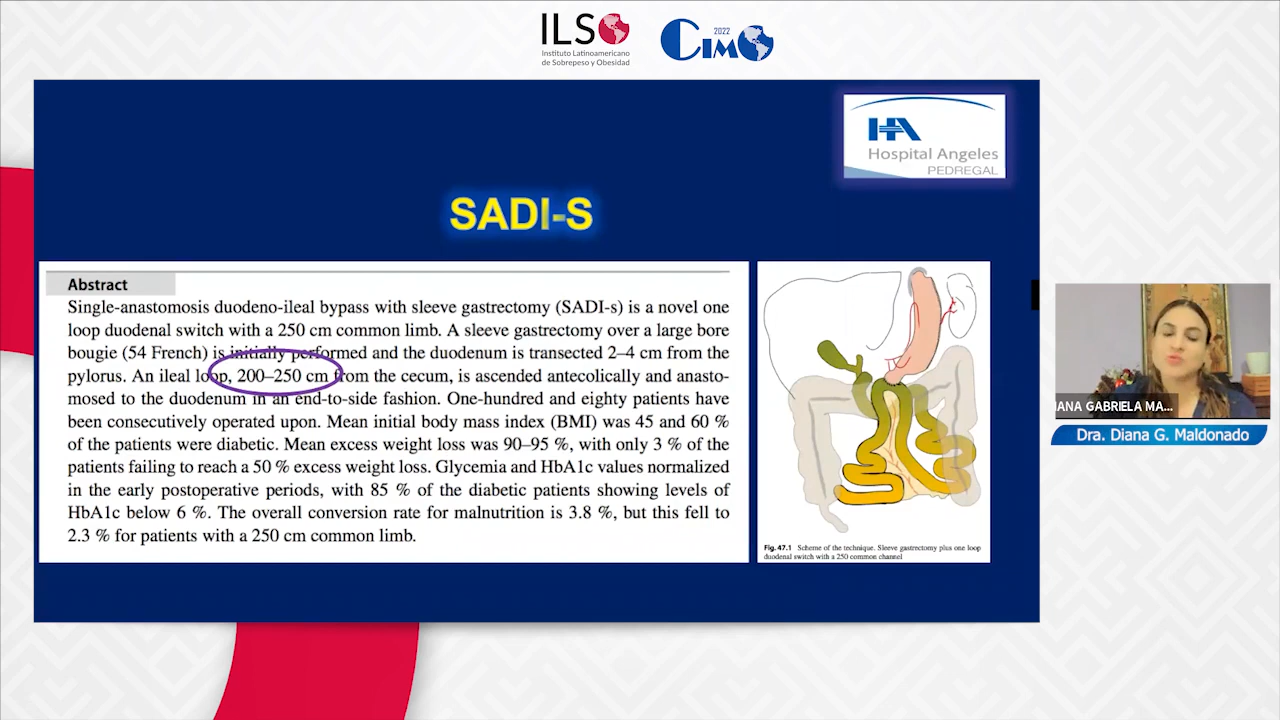 ILSO
Instituto Latinoamericano
de Sobrepeso y Obesidad
2022
CIMO
HA
Hospital Angeles
PEDREGAL
SADI-S
Abstract
Single-anastomosis duodeno-ileal bypass with sleeve gastrectomy (SADI-s) is a novel one
loop duodenal switch with a 250 cm common limb. A sleeve gastrectomy over a large bore
bougie (54 French) is initially performed and the duodenum is transected 2–4 cm from the
pylorus. An ileal loop, 200–250 cm from the cecum, is ascended antecolically and anasto-
mosed to the duodenum in an end-to-side fashion. One-hundred and eighty patients have
been consecutively operated upon. Mean initial body mass index (BMI) was 45 and 60 %
of the patients were diabetic. Mean excess weight loss was 90–95 %, with only 3 % of the
patients failing to reach a 50 % excess weight loss. Glycemia and HbA1c values normalized
in the early postoperative periods, with 85 % of the diabetic patients showing levels of
HbA1c below 6 %. The overall conversion rate for malnutrition is 3.8 %, but this fell to
2.3 % for patients with a 250 cm common limb.
Fig. 47.1 Scheme of the technique. Sleeve gastrectomy plus one loop
duodenal switch with a 250 common channel
IANA GABRIELA MA...
Dra. Diana G. Maldonado